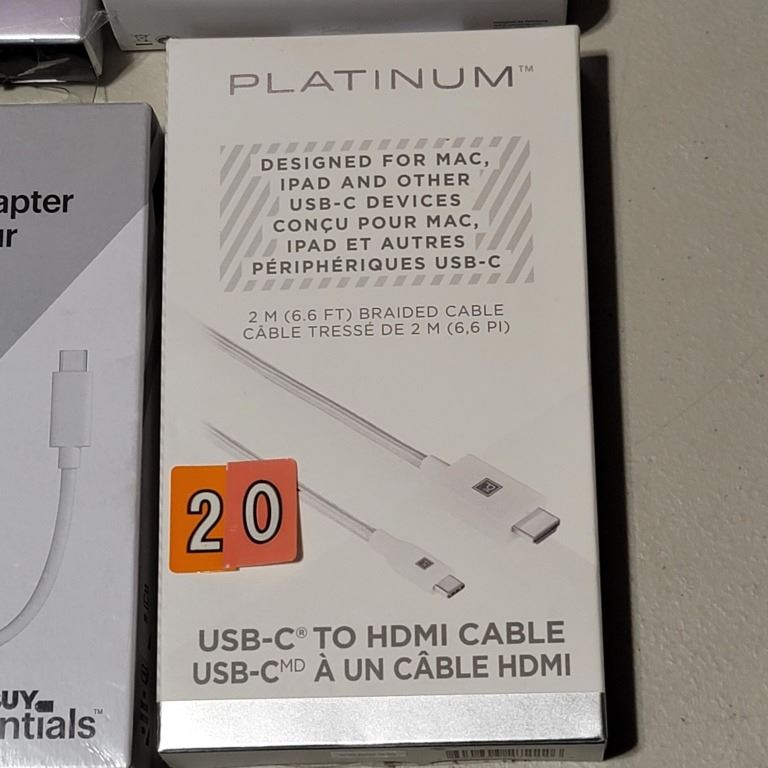 PLATINUM™
DESIGNED FOR MAC,
IPAD AND OTHER
USB-C DEVICES
CONÇU POUR MAC,
IPAD ET AUTRES
PÉRIPHÉRIQUES USB-C
2 M (6.6 FT) BRAIDED CABLE
CÂBLE TRESSÉ DE 2 M (6,6 PI)
20
USB-C® TO HDMI CABLE
USB-CMD À UN CÂBLE HDMI
apter
ur
BUY
ntials™